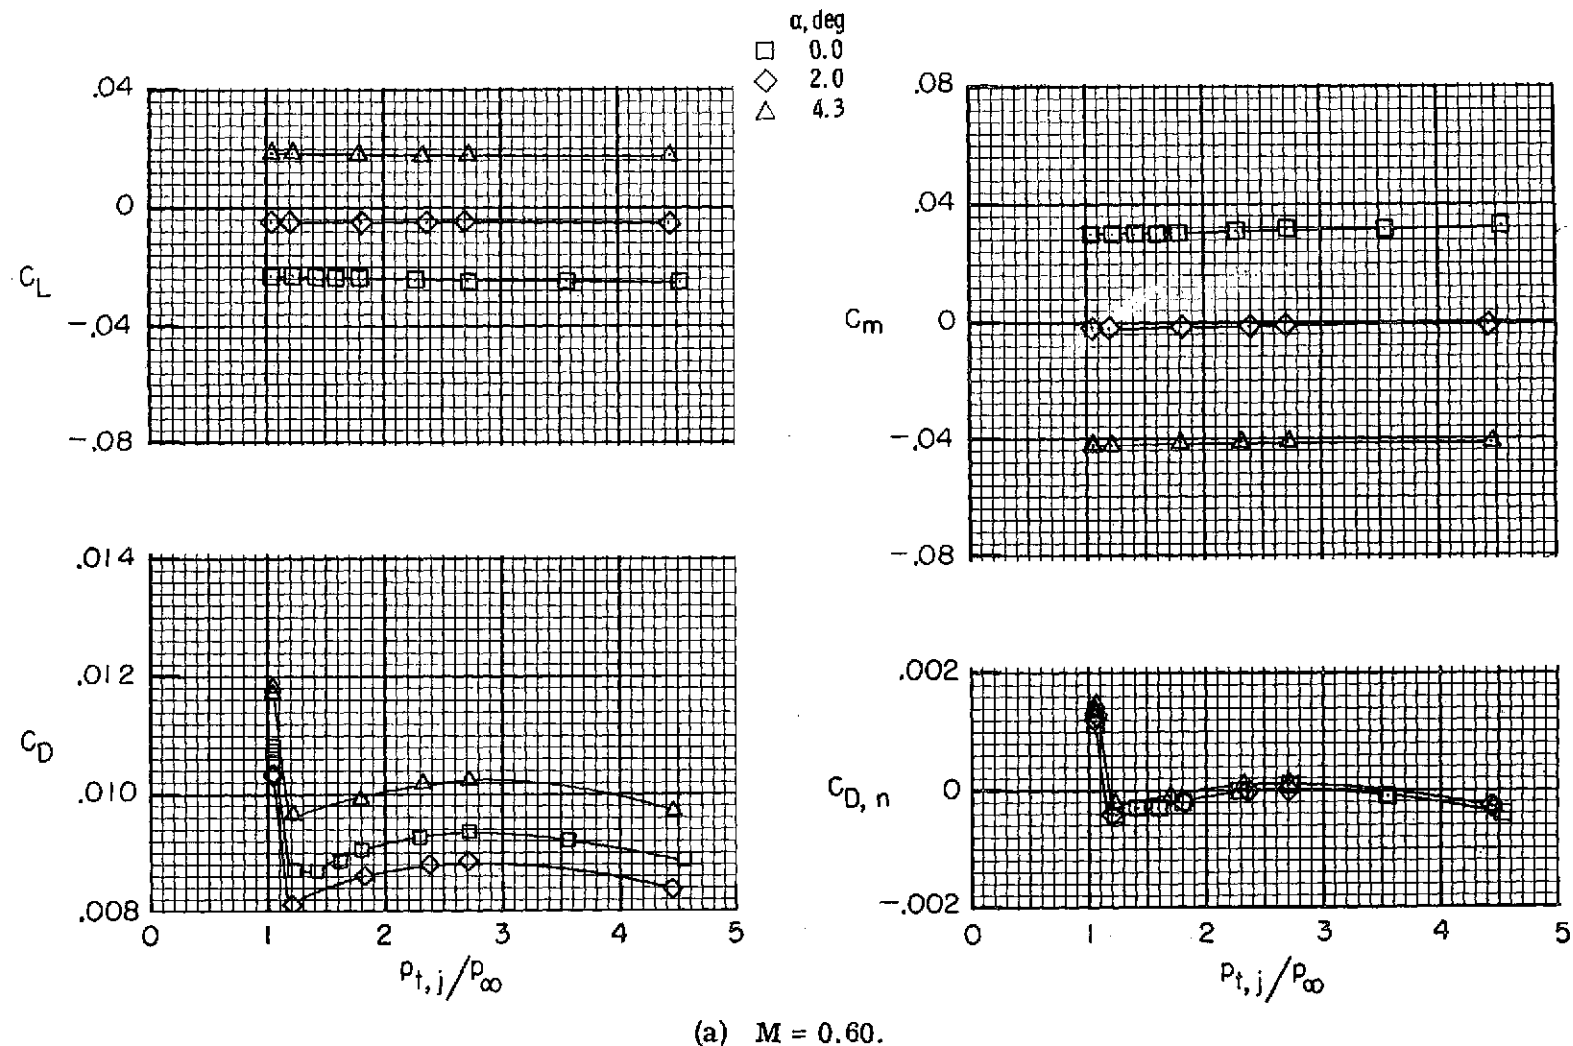 α, deg
0.0
2.0
4.3
.04
0
-.04
-.08
C_L
.08
.04
0
-.04
-.08
C_m
.014
.012
.010
.008
C_D
0 1 2 3 4 5
p_t,j/p_∞
.002
0
-.002
C_D,n
0 1 2 3 4 5
p_t,j/p_∞
(a) M = 0.60.